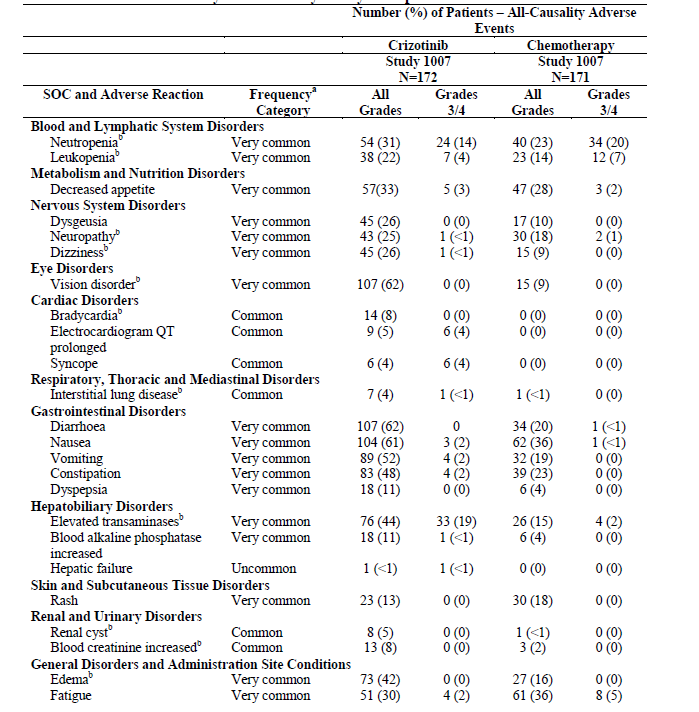 Number (%) of Patients – All-Causality Adverse
Events
Crizotinib Chemotherapy
Study 1007 Study 1007
N=172 N=171
SOC and Adverse Reaction Frequencyᵃ All Grades All Grades
Category Grades 3/4 Grades 3/4
Blood and Lymphatic System Disorders
Neutropeniaᵇ Very common 54 (31) 24 (14) 40 (23) 34 (20)
Leukopeniaᵇ Very common 38 (22) 7 (4) 23 (14) 12 (7)
Metabolism and Nutrition Disorders
Decreased appetite Very common 57(33) 5 (3) 47 (28) 3 (2)
Nervous System Disorders
Dysgeusia Very common 45 (26) 0 (0) 17 (10) 0 (0)
Neuropathyᵇ Very common 43 (25) 1 (<1) 30 (18) 2 (1)
Dizzinessᵇ Very common 45 (26) 1 (<1) 15 (9) 0 (0)
Eye Disorders
Vision disorderᵇ Very common 107 (62) 0 (0) 15 (9) 0 (0)
Cardiac Disorders
Bradycardiaᵇ Common 14 (8) 0 (0) 0 (0) 0 (0)
Electrocardiogram QT Common 9 (5) 6 (4) 0 (0) 0 (0)
prolonged
Syncope Common 6 (4) 6 (4) 0 (0) 0 (0)
Respiratory, Thoracic and Mediastinal Disorders
Interstitial lung diseaseᵇ Common 7 (4) 1 (<1) 1 (<1) 0 (0)
Gastrointestinal Disorders
Diarrhoea Very common 107 (62) 0 34 (20) 1 (<1)
Nausea Very common 104 (61) 3 (2) 62 (36) 1 (<1)
Vomiting Very common 89 (52) 4 (2) 32 (19) 0 (0)
Constipation Very common 83 (48) 4 (2) 39 (23) 0 (0)
Dyspepsia Very common 18 (11) 0 (0) 6 (4) 0 (0)
Hepatobiliary Disorders
Elevated transaminasesᵇ Very common 76 (44) 33 (19) 26 (15) 4 (2)
Blood alkaline phosphatase Very common 18 (11) 1 (<1) 6 (4) 0 (0)
increased
Hepatic failure Uncommon 1 (<1) 1 (<1) 0 (0) 0 (0)
Skin and Subcutaneous Tissue Disorders
Rash Very common 23 (13) 0 (0) 30 (18) 0 (0)
Renal and Urinary Disorders
Renal cystᵇ Common 8 (5) 0 (0) 1 (<1) 0 (0)
Blood creatinine increasedᵇ Common 13 (8) 0 (0) 3 (2) 0 (0)
General Disorders and Administration Site Conditions
Edemaᵇ Very common 73 (42) 0 (0) 27 (16) 0 (0)
Fatigue Very common 51 (30) 4 (2) 61 (36) 8 (5)